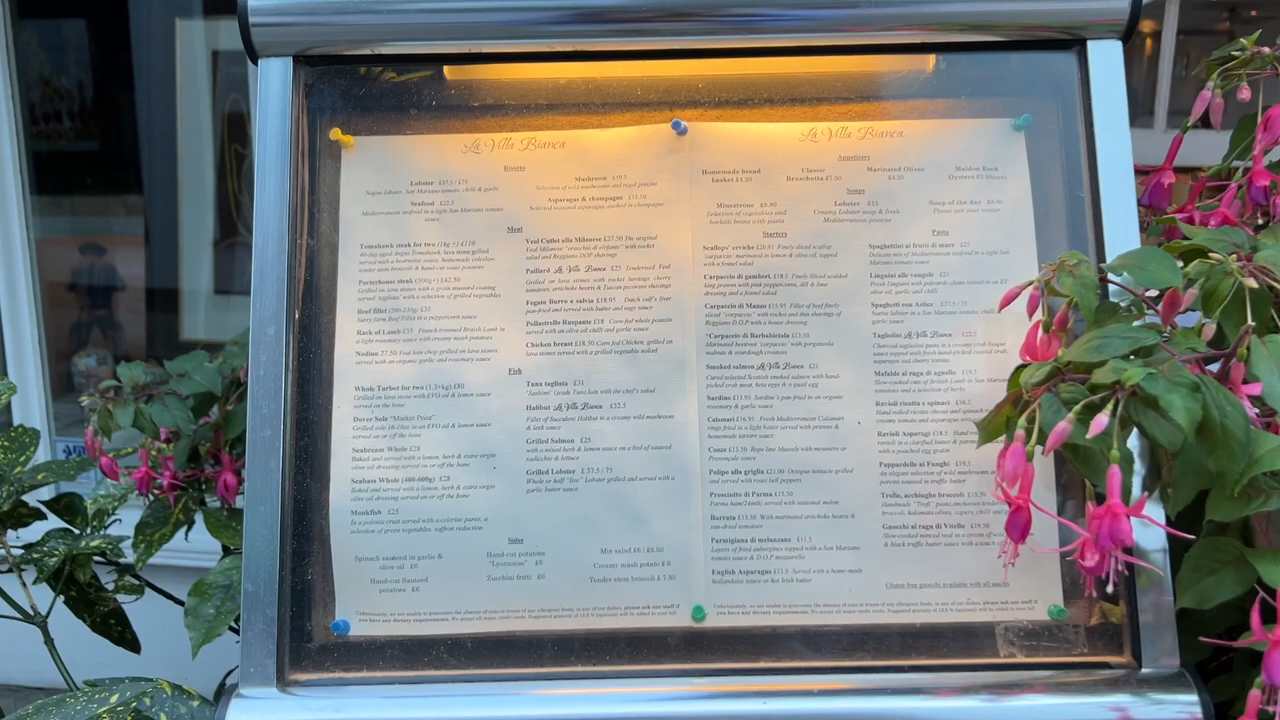 La Villa Bianca
Risotto
Lobster £37.5 / £75
Native lobster, San Marzano tomato, chilli & garlic
Seafood £22.5
Mediterranean seafood in a light San Marzano tomato
sauce
Mushroom £19.5
Selection of wild mushrooms and regal porcini
Asparagus & champagne
Selected seasonal asparagus, cooked in champagne
Meat
Tomahawk steak for two (1kg +) £110
40-day aged Angus Tomahawk, lava stone grilled,
served with a bearnaise sauce, homemade coleslaw,
tender stem broccoli & hand-cut sauté potatoes
Porterhouse steak (500g+) £42.50
Grilled on lava stones with a grain mustard coating
served "tagliata" with a selection of grilled vegetables
Beef fillet (200-230g) £35
Surrey farm Beef Fillet in a peppercorn sauce
Rack of Lamb £35 French trimmed British Lamb in
a light rosemary sauce with creamy mash potatoes
Nodino 27.50 Veal loin chop grilled on lava stones,
served with an organic garlic and rosemary sauce
Veal Cutlet alla Milanese £27.50 The original
Veal Milanese "orecchia di elefante" with rocket
salad and Reggiano DOP shavings
Paillard La Villa Bianca £25 Tenderised Veal
Grilled on lava stones with rocket heritage cherry
tomatoes, artichoke hearts & Tuscan pecorino shavings
Fegato Burro e salvia £18.95 Dutch calf's liver
pan-fried and served with butter and sage sauce
Pollastrello Ruspante £18 Corn-fed whole poussin
served with an olive oil chilli and garlic sauce
Chicken breast £18.50 Corn fed Chicken, grilled on
lava stones served with a grilled vegetable salad
Fish
Whole Turbot for two (1.3+kg) £80
Grilled on lava stones with EVO oil & lemon sauce
served on the bone
Dover Sole "Market Price"
Grilled sole 16-18oz in an EVO oil & lemon sauce
served on or off the bone
Seabream Whole £28
Baked and served with a lemon, herb & extra virgin
olive oil dressing served on or off the bone
Seabass Whole (400-600g) £28
Baked and served with a lemon, herb & extra virgin
olive oil dressing served on or off the bone
Monkfish £25
In a polenta crust served with a celeriac puree, a
selection of green vegetables, saffron reduction
Tuna tagliata £31
"Sashimi" Grade Tuna loin with the chef's salad
Halibut La Villa Bianca £32.5
Fillet of Succulent Halibut in a creamy wild mushroom
& leek sauce
Grilled Salmon £25
with a mixed herb & lemon sauce on a bed of sautéed
radicchio & lettuce
Grilled Lobster £ 37.5 / 75
Whole or half "live" Lobster grilled and served with a
garlic butter sauce
Sides
Spinach sauteed in garlic &
olive oil £6
Hand-cut Sauteed
potatoes £6
Hand-cut potatoes
"Lyonnaise" £6
Zucchini fritti £6
Mix salad £6 / £8.50
Creamy mash potato £ 6
Tender stem broccoli £ 7.50
Unfortunately, we are unable to guarantee the absence of nuts or traces of any allergenic foods, in any of our dishes, please ask our staff if
you have any dietary requirements. We accept all major credit cards. Suggested gratuity of 12.5 % (optional) will be added to your bill.
La Villa Bianca
Appetizers
Homemade bread
basket £4.20
Classic
Bruschetta £7.50
Marinated Olives
£4.20
Maldon Rock
Oysters
Soups
Minestrone £8.80
Selection of vegetables and
borlotti beans with pasta
Lobster £15
Creamy Lobster soup & fresh
Mediterranean prawns
Soup of the day £8.80
Please ask your waiter
Starters
Scallops' ceviche £20.95 Finely sliced scallop
"carpaccio" marinated in lemon & olive oil, topped
with a fennel salad
Carpaccio di gamberi, £18.5 Finely Sliced scalded
king prawns with pink peppercorns, dill & lime
dressing and a fennel salad
Carpaccio di Manzo £15.95 Fillet of beef finely
sliced "carpaccio" with rocket and thin shavings of
Reggiano D.O.P with a house dressing
"Carpaccio di Barbabietola £13.50
Marinated beetroot "carpaccio" with gorgonzola
walnuts & sourdough croutons
Smoked salmon La Villa Bianca £21
Cured selected Scottish smoked salmon with hand-
picked crab meat, keta eggs & a quail egg
Sardine £15.95 Sardine's pan-fried in an organic
rosemary & garlic sauce
Calamari £16.95 Fresh Mediterranean Calamari
rings fried in a light batter served with prawns &
homemade tartare sauce
Cozze £13.50 Rope line Mussels with meunière or
Provençale sauce
Polipo alla griglia £21.00 Octopus tentacle grilled
and served with roast bell peppers
Prosciutto di Parma £15.50
Parma ham(24mth) served with seasonal melon
Burrata £13.50 With marinated artichoke hearts &
sun-dried tomatoes
Parmigiana di melanzane
Layers of fried aubergines topped with a San Marzano
tomato sauce & D.O.P mozzarella
English Asparagus £13.5 Served with a home-made
hollandaise sauce or hot Irish butter
Pasta
Spaghettini ai frutti di mare £25
Delicate mix of Mediterranean seafood in a light San
Marzano tomato sauce
Linguini alle vongole £21
Fresh Linguini with palourde clams tossed in an
olive oil, garlic and chilli
Spaghetti con Astice £37.5 / 75
Native lobster in a San Marzano tomato, chilli &
garlic sauce
Tagliolini La Villa Bianca £22.5
Charcoal tagliolini pasta in a creamy crab bisque
sauce topped with fresh hand-picked coastal crab,
asparagus and cherry tomato
Mafalde al ragu di agnello £19.5
Slow-cooked cuts of British Lamb in San Marzano
tomatoes and a selection of herbs
Ravioli ricotta e spinaci £16.5
Hand rolled ricotta cheese and spinach
creamy tomato and asparagus
Ravioli Asparagi £18.5 Hand
ravioli in a clarified butter & parmesan
with a poached egg gratin
Pappardelle ai Funghi £19.5
An elegant selection of wild mushrooms
porcini sautéed in truffle butter
Trofie, acciughe broccoli £15.50
Handmade "Trofi" pasta, anchovies
broccoli, kalamata olives, capers, chilli and
Gnocchi al ragu di Vitello £19.50
Slow-cooked minced veal in a cream of wild
& black truffle butter sauce with a touch
Gluten-free gnocchi available with all sauces
Unfortunately, we are unable to guarantee the absence of nuts or traces of any allergenic foods, in any of our dishes, please ask our staff if
you have any dietary requirements. We accept all major credit cards. Suggested gratuity of 12.5 % (optional) will be added to your bill.